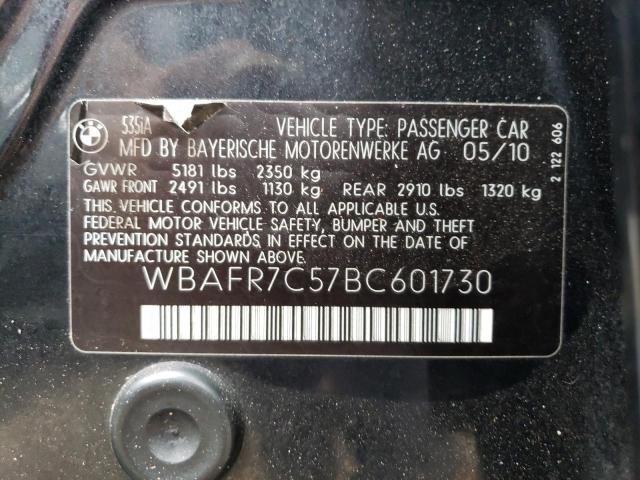 BMW
535iA VEHICLE TYPE: PASSENGER CAR
MFD BY BAYERISCHE MOTORENWERKE AG 05/10
GVWR 5181 lbs 2350 kg
GAWR FRONT 2491 lbs 1130 kg REAR 2910 lbs 1320 kg
THIS VEHICLE CONFORMS TO ALL APPLICABLE U.S.
FEDERAL MOTOR VEHICLE SAFETY, BUMPER AND THEFT
PREVENTION STANDARDS IN EFFECT ON THE DATE OF
MANUFACTURE SHOWN ABOVE.
WBAFR7C57BC601730
2 122 606